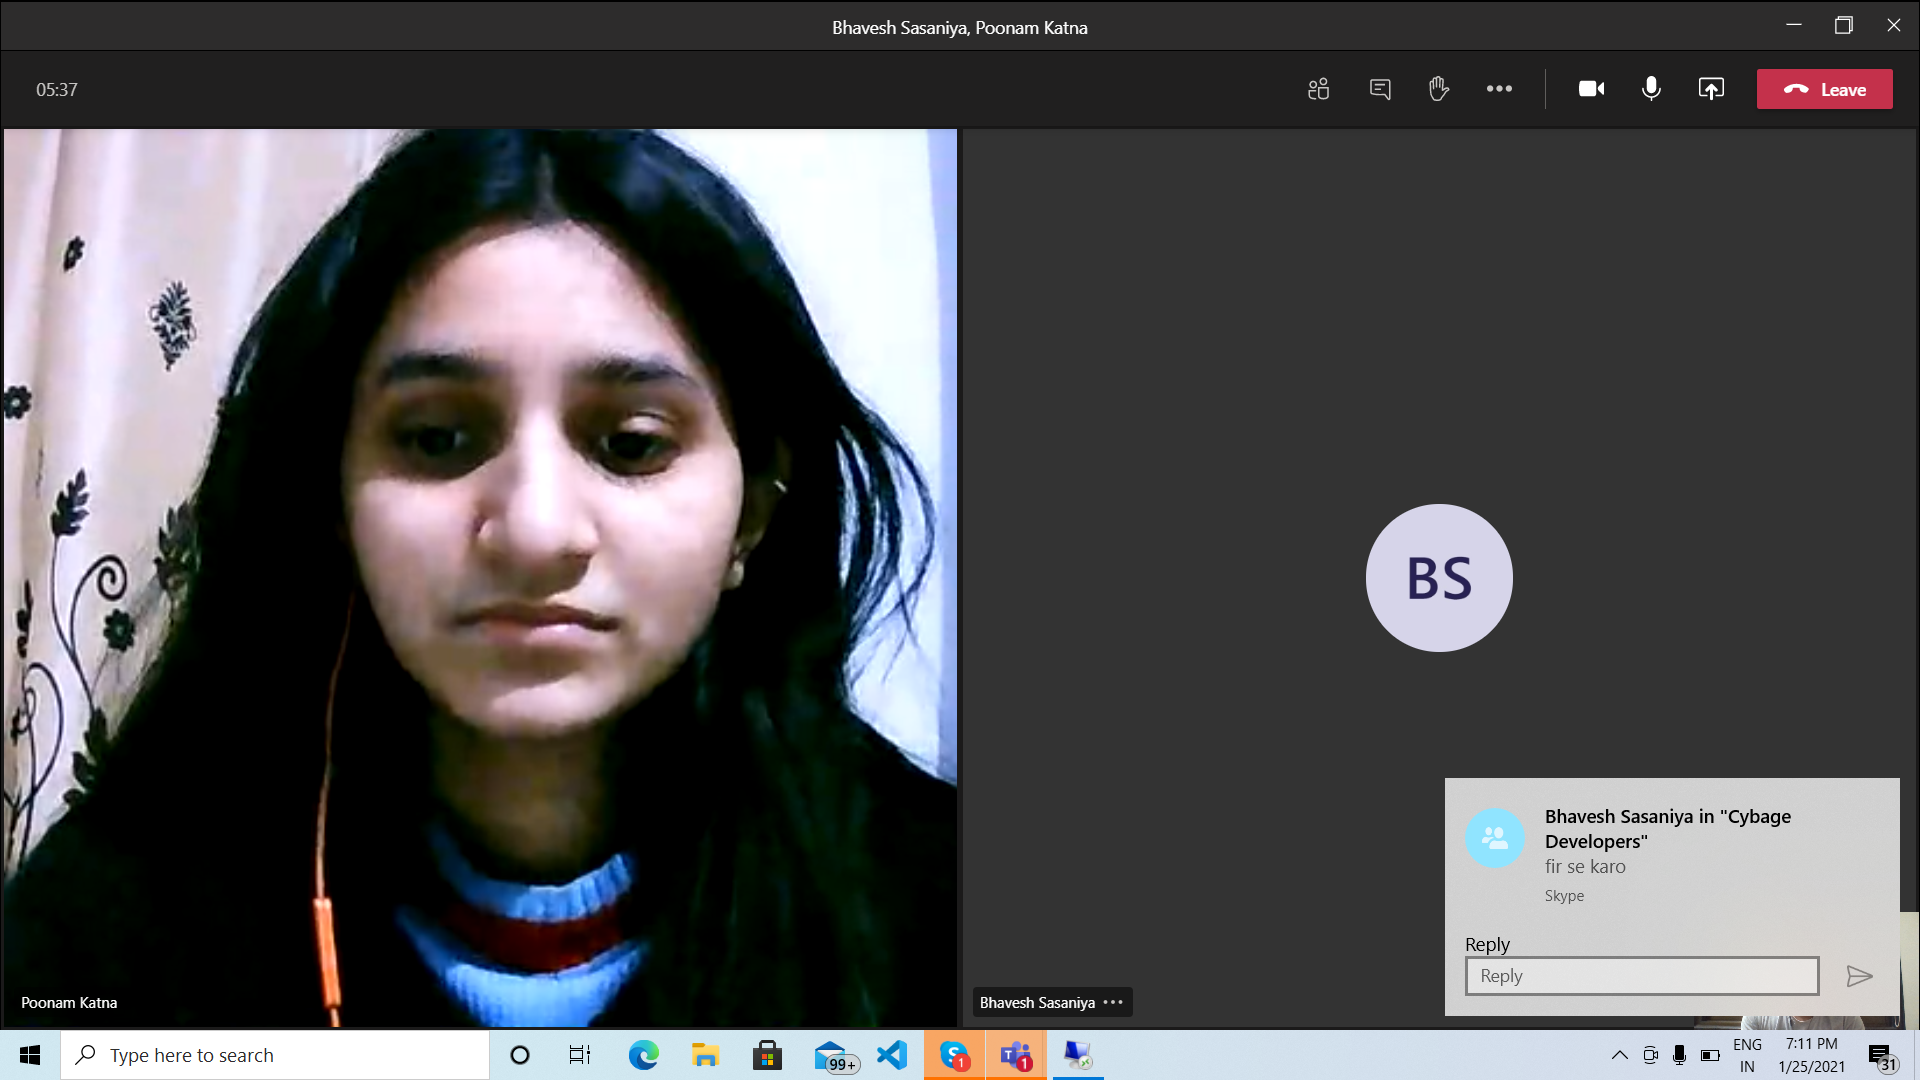 Bhavesh Sasaniya, Poonam Katna
05:37
Leave
BS
Poonam Katna
Bhavesh Sasaniya
Bhavesh Sasaniya in "Cybage
Developers"
fir se karo
Skype
Reply
Reply
Type here to search
99+
S
1
T
1
ENG
IN
7:11 PM
1/25/2021
31